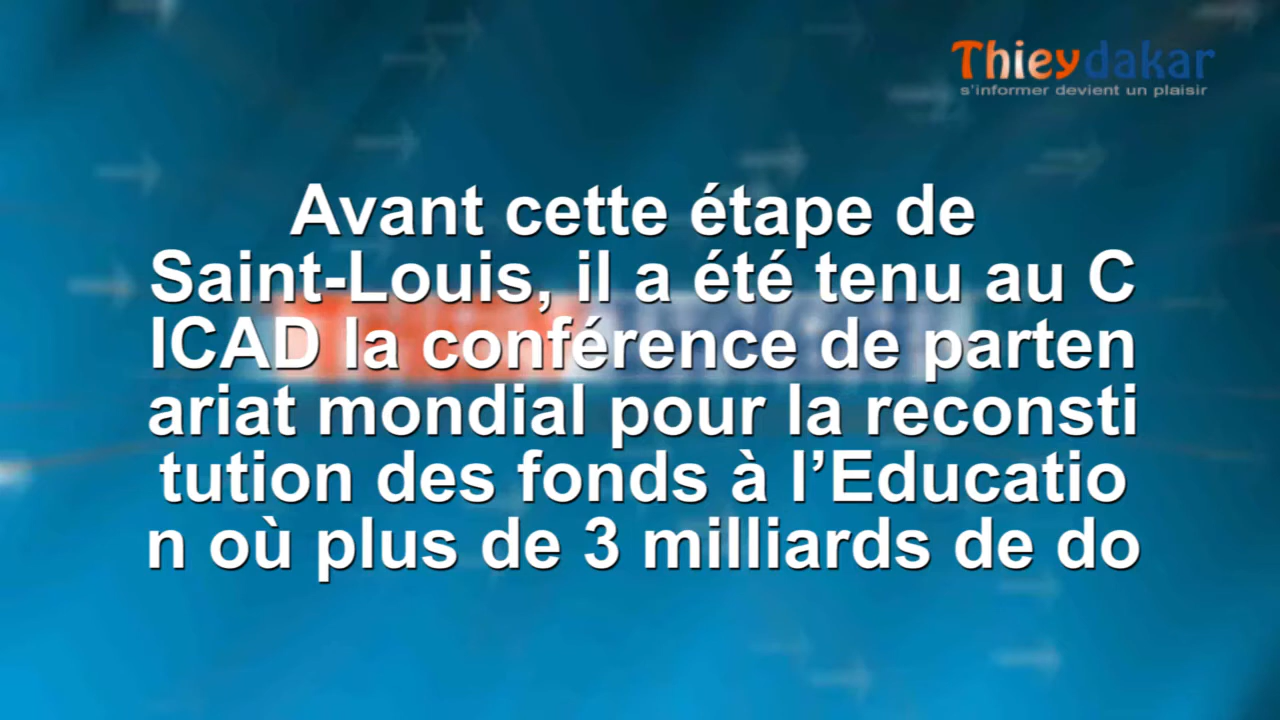 Thieydakar
s'informer devient un plaisir
Avant cette étape de
Saint-Louis, il a été tenu au C
ICAD la conférence de parten
ariat mondial pour la reconsti
tution des fonds à l’Educatio
n où plus de 3 milliards de do